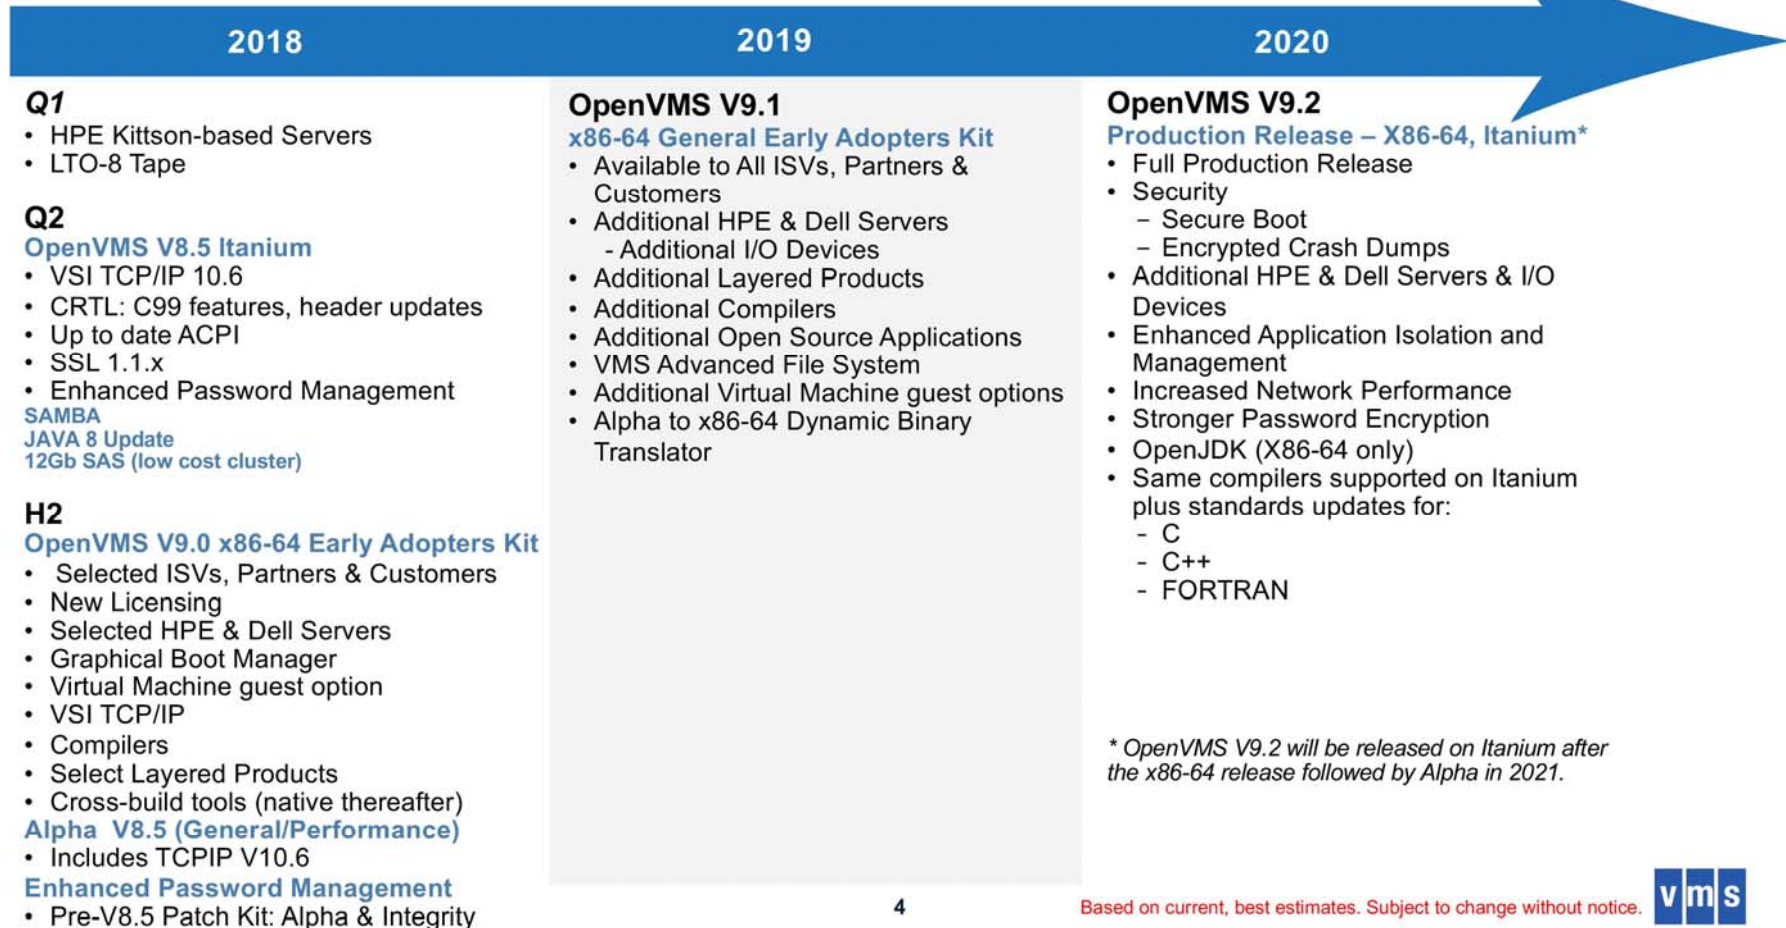 2018
2019
2020
Q1
• HPE Kittson-based Servers
• LTO-8 Tape
Q2
OpenVMS V8.5 Itanium
• VSI TCP/IP 10.6
• CRTL: C99 features, header updates
• Up to date ACPI
• SSL 1.1.x
• Enhanced Password Management
SAMBA
JAVA 8 Update
12Gb SAS (low cost cluster)
H2
OpenVMS V9.0 x86-64 Early Adopters Kit
• Selected ISVs, Partners & Customers
• New Licensing
• Selected HPE & Dell Servers
• Graphical Boot Manager
• Virtual Machine guest option
• VSI TCP/IP
• Compilers
• Select Layered Products
• Cross-build tools (native thereafter)
Alpha V8.5 (General/Performance)
• Includes TCPIP V10.6
Enhanced Password Management
• Pre-V8.5 Patch Kit: Alpha & Integrity
OpenVMS V9.1
x86-64 General Early Adopters Kit
• Available to All ISVs, Partners &
Customers
• Additional HPE & Dell Servers
- Additional I/O Devices
• Additional Layered Products
• Additional Compilers
• Additional Open Source Applications
• VMS Advanced File System
• Additional Virtual Machine guest options
• Alpha to x86-64 Dynamic Binary
Translator
OpenVMS V9.2
Production Release – X86-64, Itanium*
• Full Production Release
• Security
– Secure Boot
– Encrypted Crash Dumps
• Additional HPE & Dell Servers & I/O
Devices
• Enhanced Application Isolation and
Management
• Increased Network Performance
• Stronger Password Encryption
• OpenJDK (X86-64 only)
• Same compilers supported on Itanium
plus standards updates for:
- C
- C++
- FORTRAN
* OpenVMS V9.2 will be released on Itanium after
the x86-64 release followed by Alpha in 2021.
4
Based on current, best estimates. Subject to change without notice.
vms